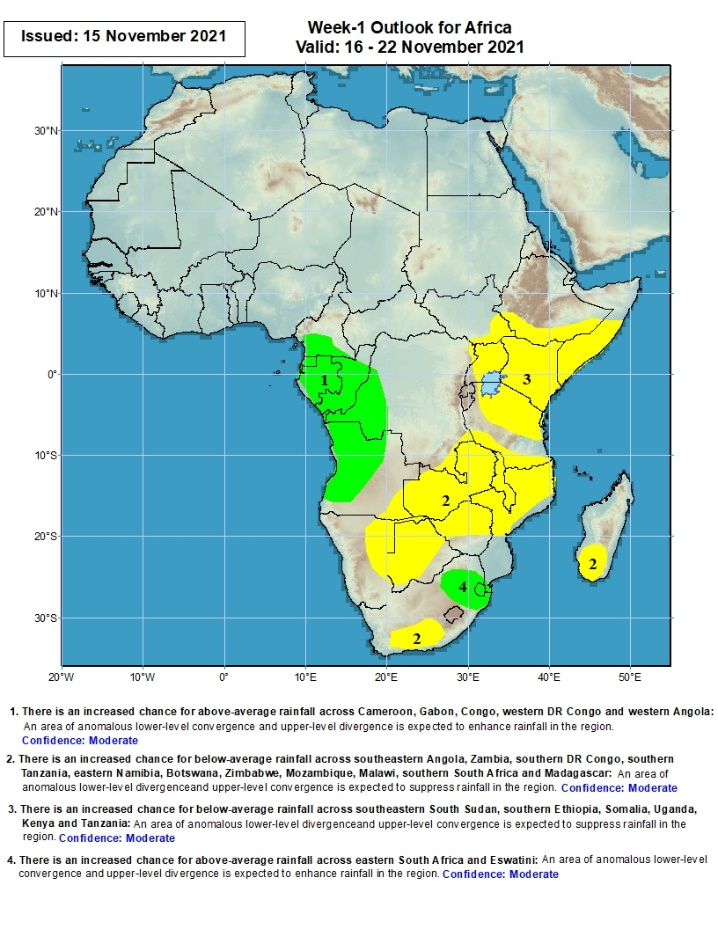 Issued: 15 November 2021
Week-1 Outlook for Africa
Valid: 16 - 22 November 2021
30°N
20°N
10°N
0°
10°S
20°S
30°S
1
3
2
2
4
2
20°W 10°W 0° 10°E 20°E 30°E 40°E 50°E
1. There is an increased chance for above-average rainfall across Cameroon, Gabon, Congo, western DR Congo and western Angola:
An area of anomalous lower-level convergence and upper-level divergence is expected to enhance rainfall in the region.
Confidence: Moderate
2. There is an increased chance for below-average rainfall across southeastern Angola, Zambia, southern DR Congo, southern
Tanzania, eastern Namibia, Botswana, Zimbabwe, Mozambique, Malawi, southern South Africa and Madagascar: An area of
anomalous lower-level divergenceand upper-level convergence is expected to suppress rainfall in the region. Confidence: Moderate
3. There is an increased chance for below-average rainfall across southeastern South Sudan, southern Ethiopia, Somalia, Uganda,
Kenya and Tanzania: An area of anomalous lower-level divergenceand upper-level convergence is expected to suppress rainfall in the
region. Confidence: Moderate
4. There is an increased chance for above-average rainfall across eastern South Africa and Eswatini: An area of anomalous lower-level
convergence and upper-level divergence is expected to enhance rainfall in the region. Confidence: Moderate